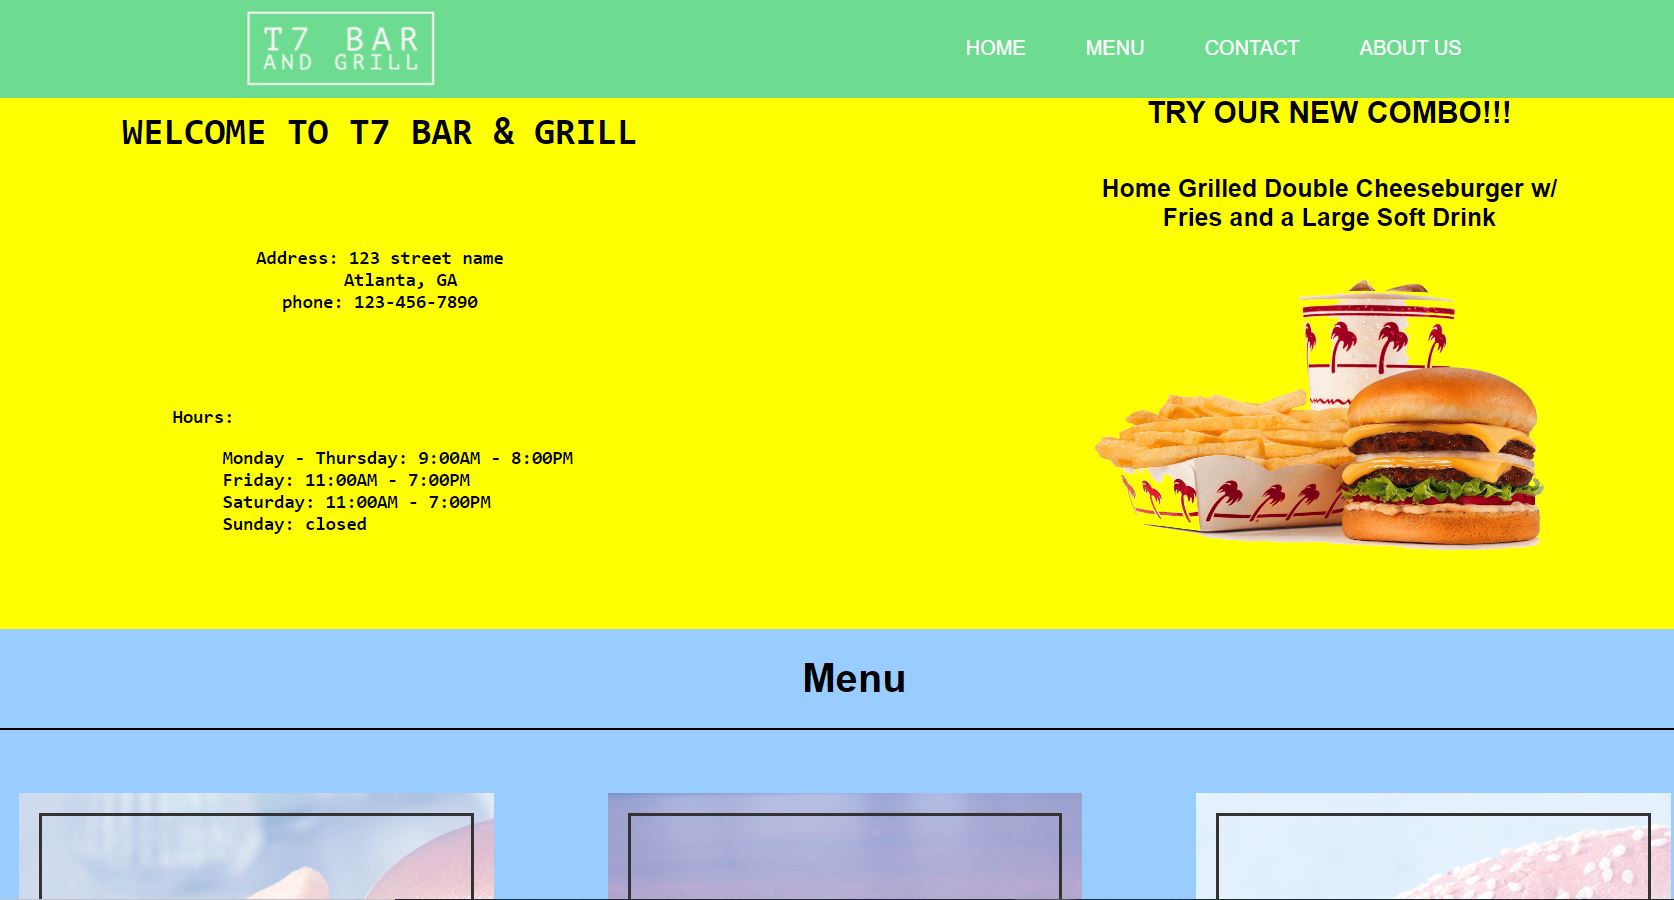 T7 BAR
AND GRILL
HOME MENU CONTACT ABOUT US
WELCOME TO T7 BAR & GRILL
Address: 123 street name
Atlanta, GA
phone: 123-456-7890
Hours:
Monday - Thursday: 9:00AM - 8:00PM
Friday: 11:00AM - 7:00PM
Saturday: 11:00AM - 7:00PM
Sunday: closed
TRY OUR NEW COMBO!!!
Home Grilled Double Cheeseburger w/
Fries and a Large Soft Drink
Menu